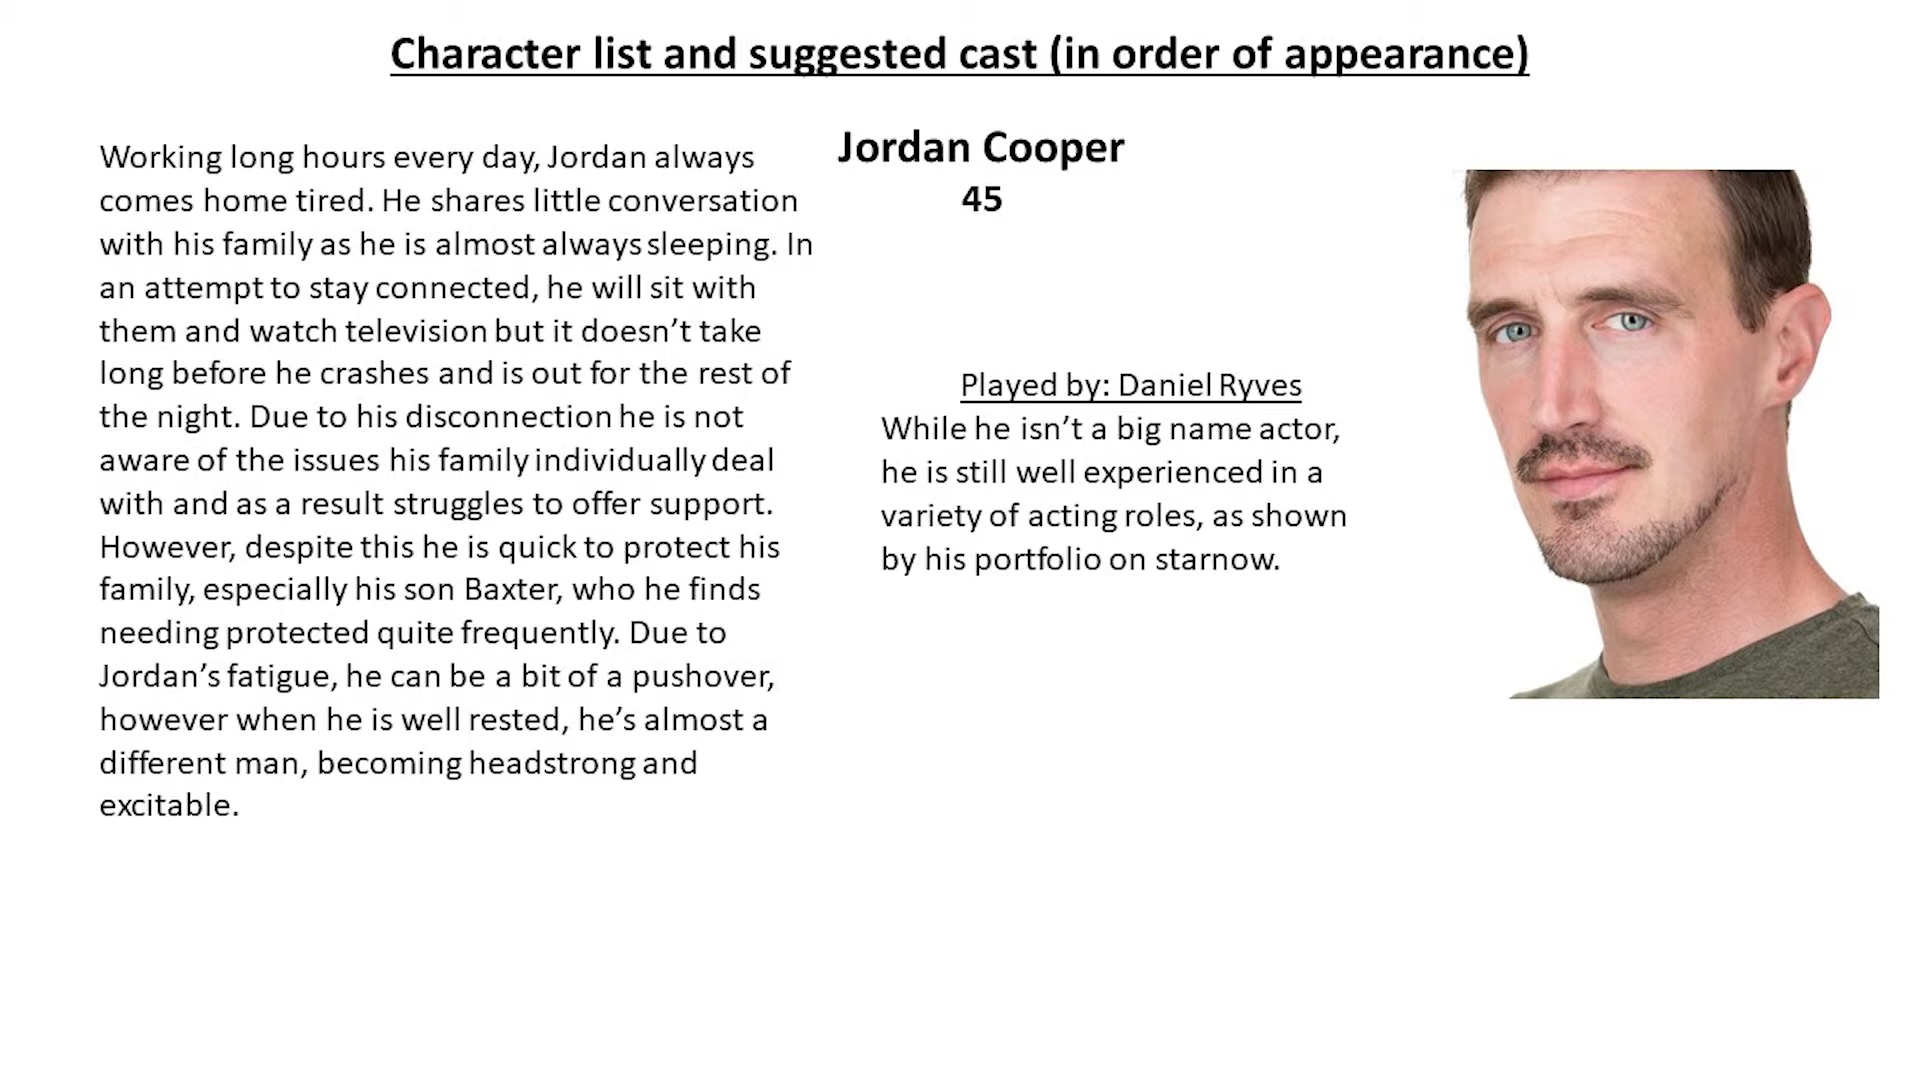 Character list and suggested cast (in order of appearance)
Working long hours every day, Jordan always
comes home tired. He shares little conversation
with his family as he is almost always sleeping. In
an attempt to stay connected, he will sit with
them and watch television but it doesn’t take
long before he crashes and is out for the rest of
the night. Due to his disconnection he is not
aware of the issues his family individually deal
with and as a result struggles to offer support.
However, despite this he is quick to protect his
family, especially his son Baxter, who he finds
needing protected quite frequently. Due to
Jordan’s fatigue, he can be a bit of a pushover,
however when he is well rested, he’s almost a
different man, becoming headstrong and
excitable.
Jordan Cooper
45
Played by: Daniel Ryves
While he isn’t a big name actor,
he is still well experienced in a
variety of acting roles, as shown
by his portfolio on starnow.